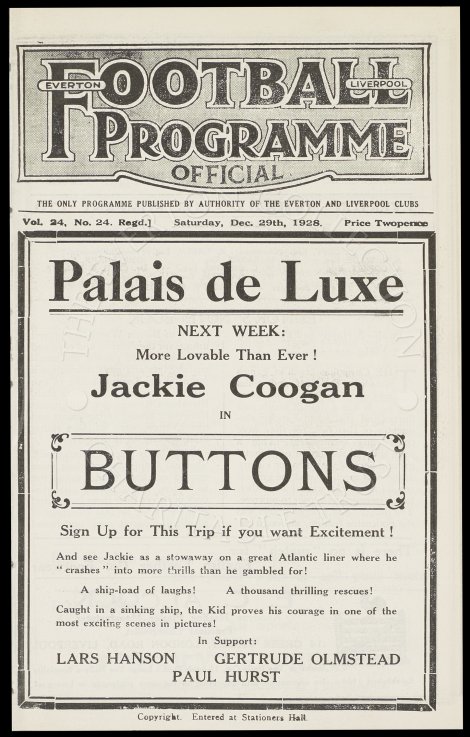 FOOTBALL
EVERTON LIVERPOOL
PROGRAMME
OFFICIAL
THE ONLY PROGRAMME PUBLISHED BY AUTHORITY OF THE EVERTON AND LIVERPOOL CLUBS
Vol. 24, No. 24. Regd.] Saturday, Dec. 29th, 1928. Price Twopence
Palais de Luxe
NEXT WEEK:
More Lovable Than Ever !
Jackie Coogan
IN
BUTTONS
Sign Up for This Trip if you want Excitement !
And see Jackie as a stowaway on a great Atlantic liner where he
"crashes" into more thrills than he gambled for!
A ship-load of laughs! A thousand thrilling rescues!
Caught in a sinking ship, the Kid proves his courage in one of the
most exciting scenes in pictures!
In Support:
LARS HANSON GERTRUDE OLMSTEAD
PAUL HURST
Copyright. Entered at Stationers Hall.